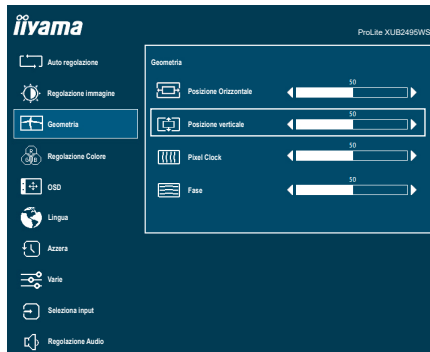 iiyama
ProLite XUB2495WS
Auto regolazione
Regolazione immagine
Geometria
Regolazione Colore
OSD
Lingua
Azzera
Varie
Seleziona input
Regolazione Audio
Geometria
Posizione Orizzontale
50
Posizione verticale
50
Pixel Clock
50
Fase
50